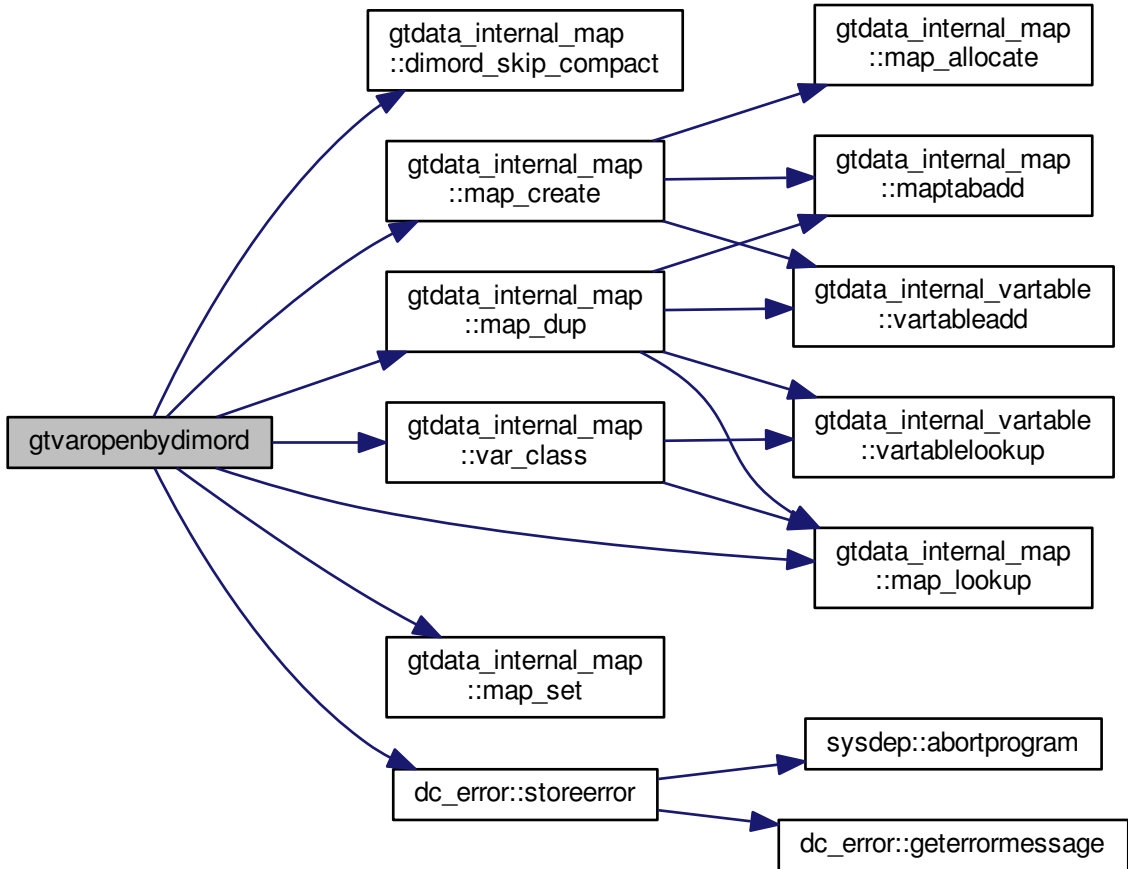 gtvaropenbydimord
gtdata_internal_map
::dimord_skip_compact
gtdata_internal_map
::map_create
gtdata_internal_map
::map_dup
gtdata_internal_map
::var_class
gtdata_internal_map
::map_set
dc_error::storeerror
gtdata_internal_map
::map_allocate
gtdata_internal_map
::maptabadd
gtdata_internal_vartable
::vartableadd
gtdata_internal_vartable
::vartablelookup
gtdata_internal_map
::map_lookup
sysdep::abortprogram
dc_error::geterrormessage